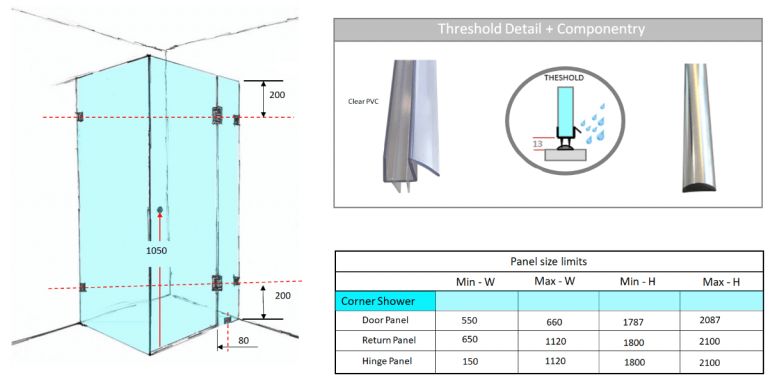 200
1050
200
80
Threshold Detail + Componentry
Clear PVC
THESHOLD
13
Panel size limits
Min - W Max - W Min - H Max - H
Corner Shower
Door Panel 550 660 1787 2087
Return Panel 650 1120 1800 2100
Hinge Panel 150 1120 1800 2100